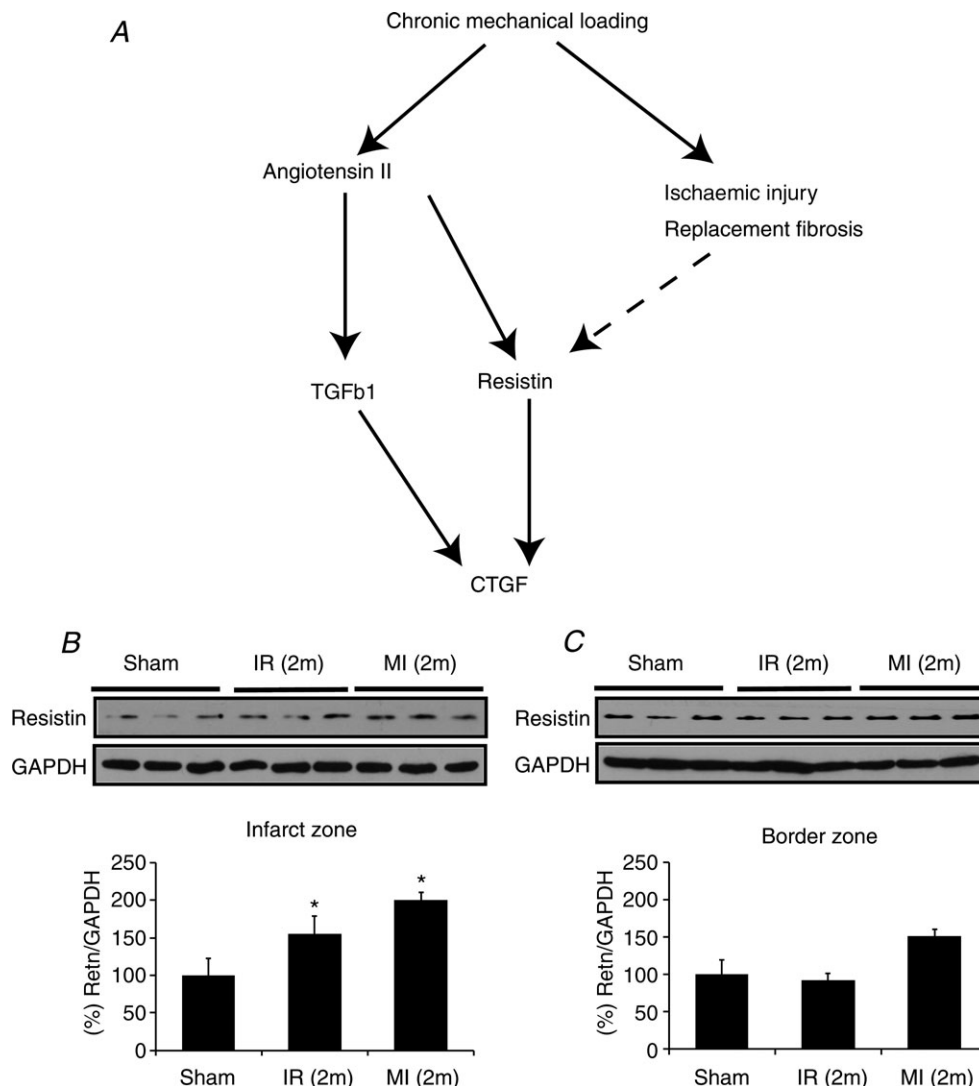 A
Chronic mechanical loading
Angiotensin II
Ischaemic injury
Replacement fibrosis
TGFb1
Resistin
CTGF
B
Sham IR (2m) MI (2m)
Resistin
GAPDH
Infarct zone
(%) Retn/GAPDH
250
200
150
100
50
0
* *
Sham IR (2m) MI (2m)
C
Sham IR (2m) MI (2m)
Resistin
GAPDH
Border zone
(%) Retn/GAPDH
250
200
150
100
50
0
Sham IR (2m) MI (2m)